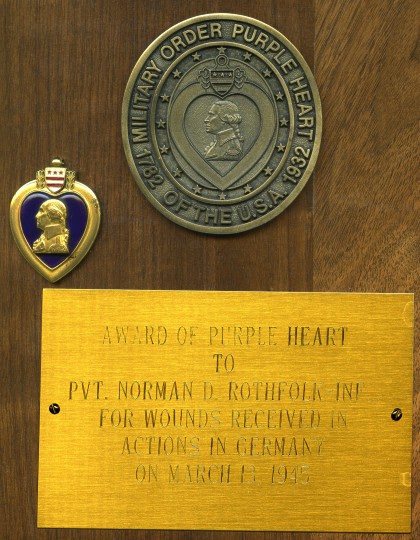 MILITARY ORDER PURPLE HEART
1782 OF THE U.S.A. 1932
AWARD OF PURPLE HEART
TO
PVT. NORMAN D. ROTHFOLK-INF
FOR WOUNDS RECEIVED IN
ACTIONS IN GERMANY
ON MARCH 1945